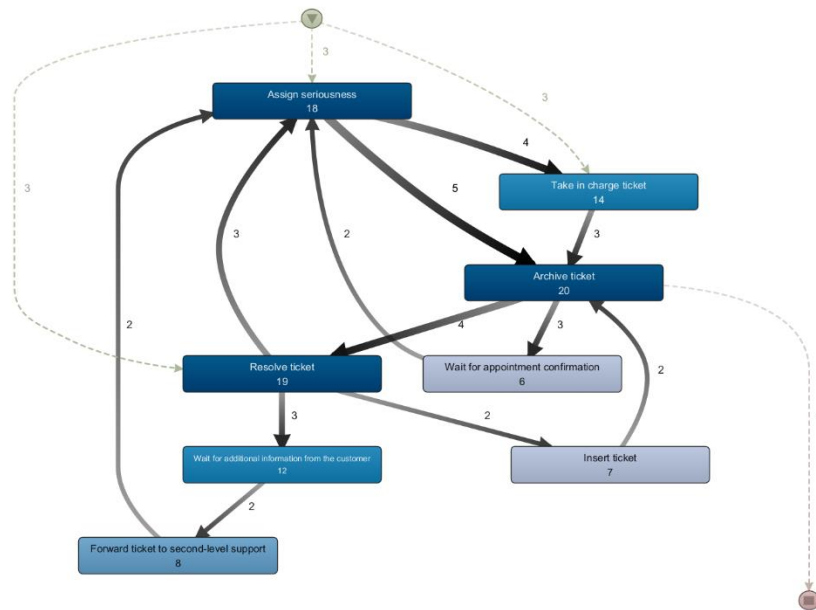 3
Assign seriousness
18
3
4
Take in charge ticket
14
3
5
3
2
3
Archive ticket
20
2
4
3
Resolve ticket
19
Wait for appointment confirmation
6
2
3
2
Wait for additional information from the customer
12
Insert ticket
7
2
Forward ticket to second-level support
8